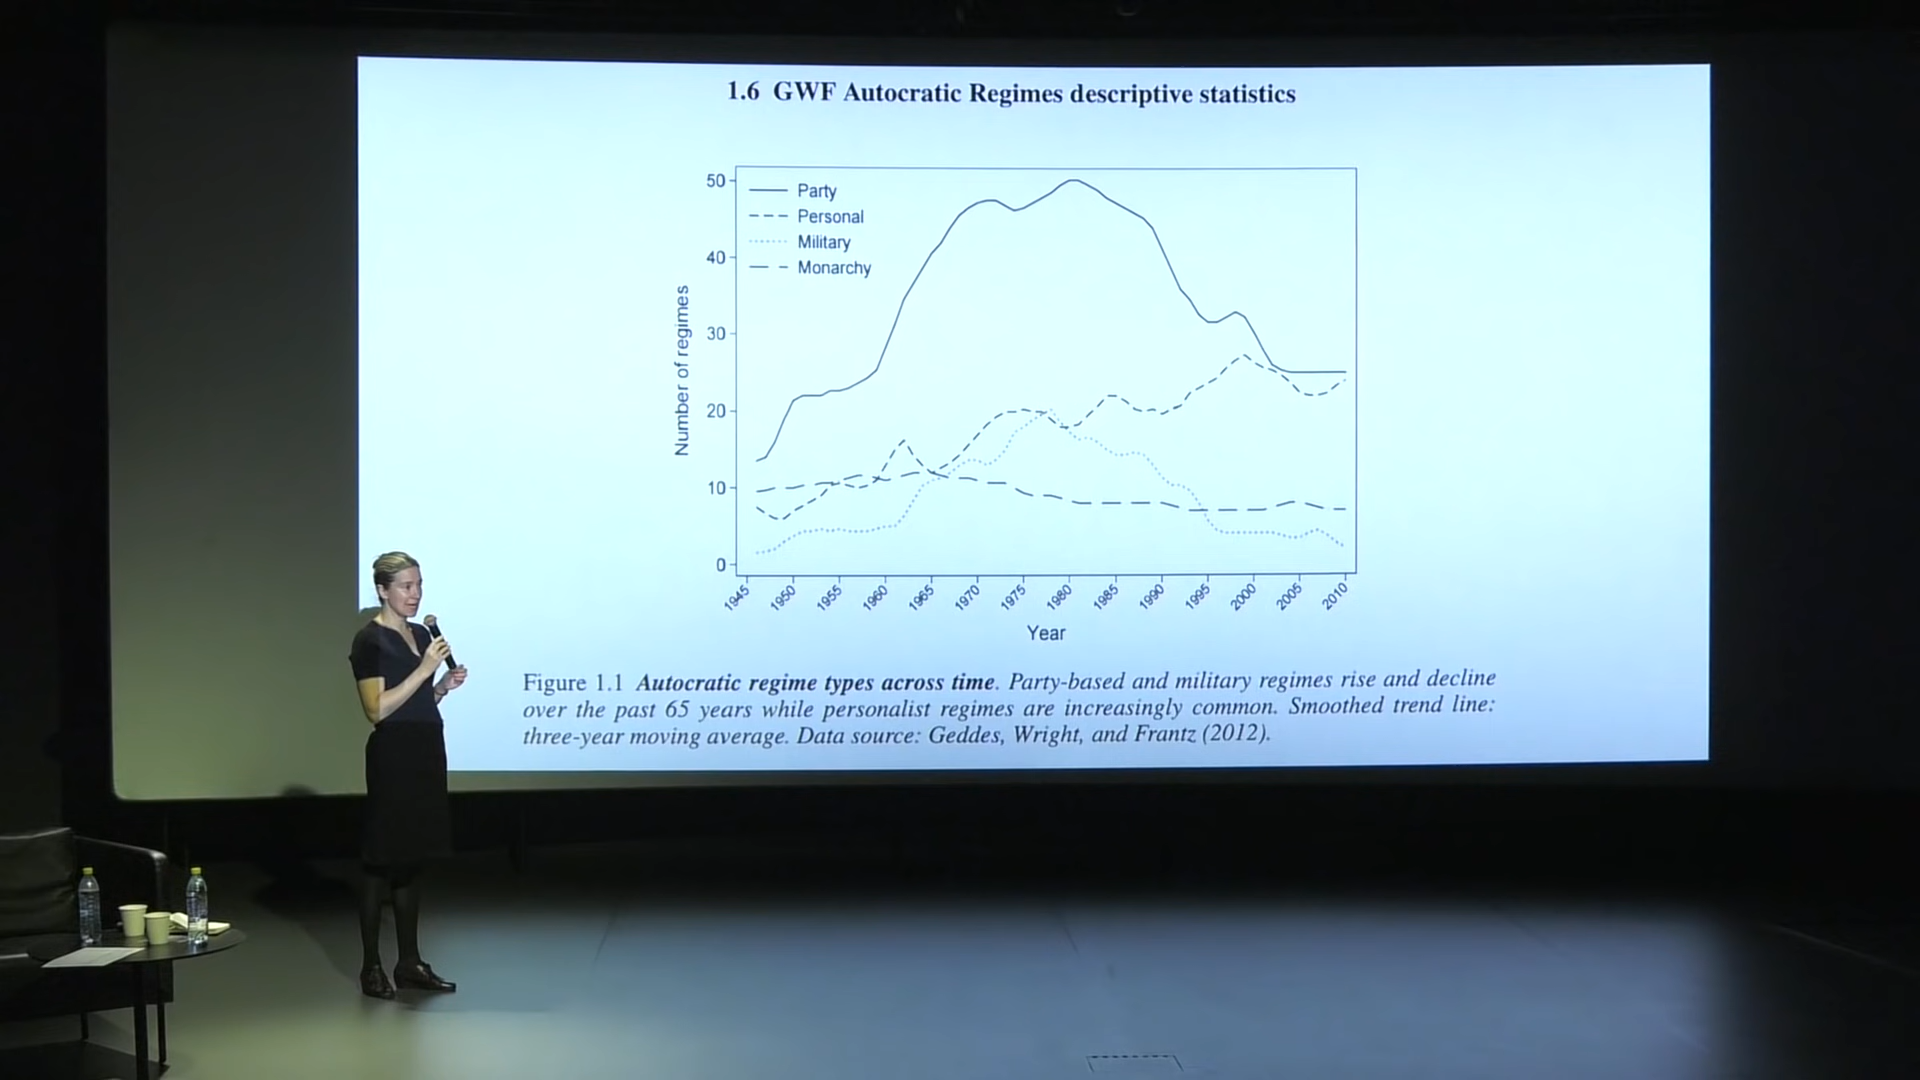 1.6 GWF Autocratic Regimes descriptive statistics
50
Party
Personal
Military
40
Monarchy
Number of regimes
30
20
10
0
1945 1950 1955 1960 1965 1970 1975 1980 1985 1990 1995 2000 2005 2010
Year
Figure 1.1 Autocratic regime types across time. Party-based and military regimes rise and decline
over the past 65 years while personalist regimes are increasingly common. Smoothed trend line:
three-year moving average. Data source: Geddes, Wright, and Frantz (2012).